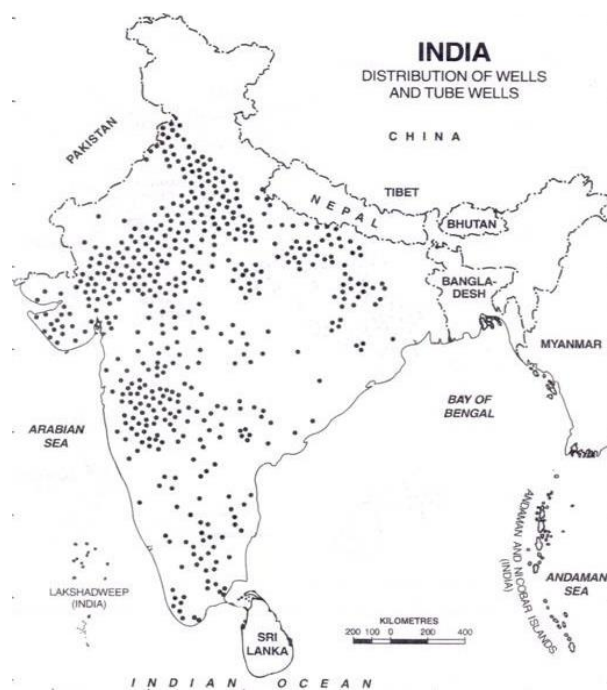 INDIA
DISTRIBUTION OF WELLS
AND TUBE WELLS
CHINA
PAKISTAN
TIBET
NEPAL
BHUTAN
BANGLA-
DESH
MYANMAR
ARABIAN
SEA
BAY OF
BENGAL
ANDAMAN AND NICOBAR ISLANDS
(INDIA)
ANDAMAN
SEA
LAKSHADWEEP
(INDIA)
KILOMETRES
200 100 0 200 400
SRI
LANKA
INDIAN OCEAN